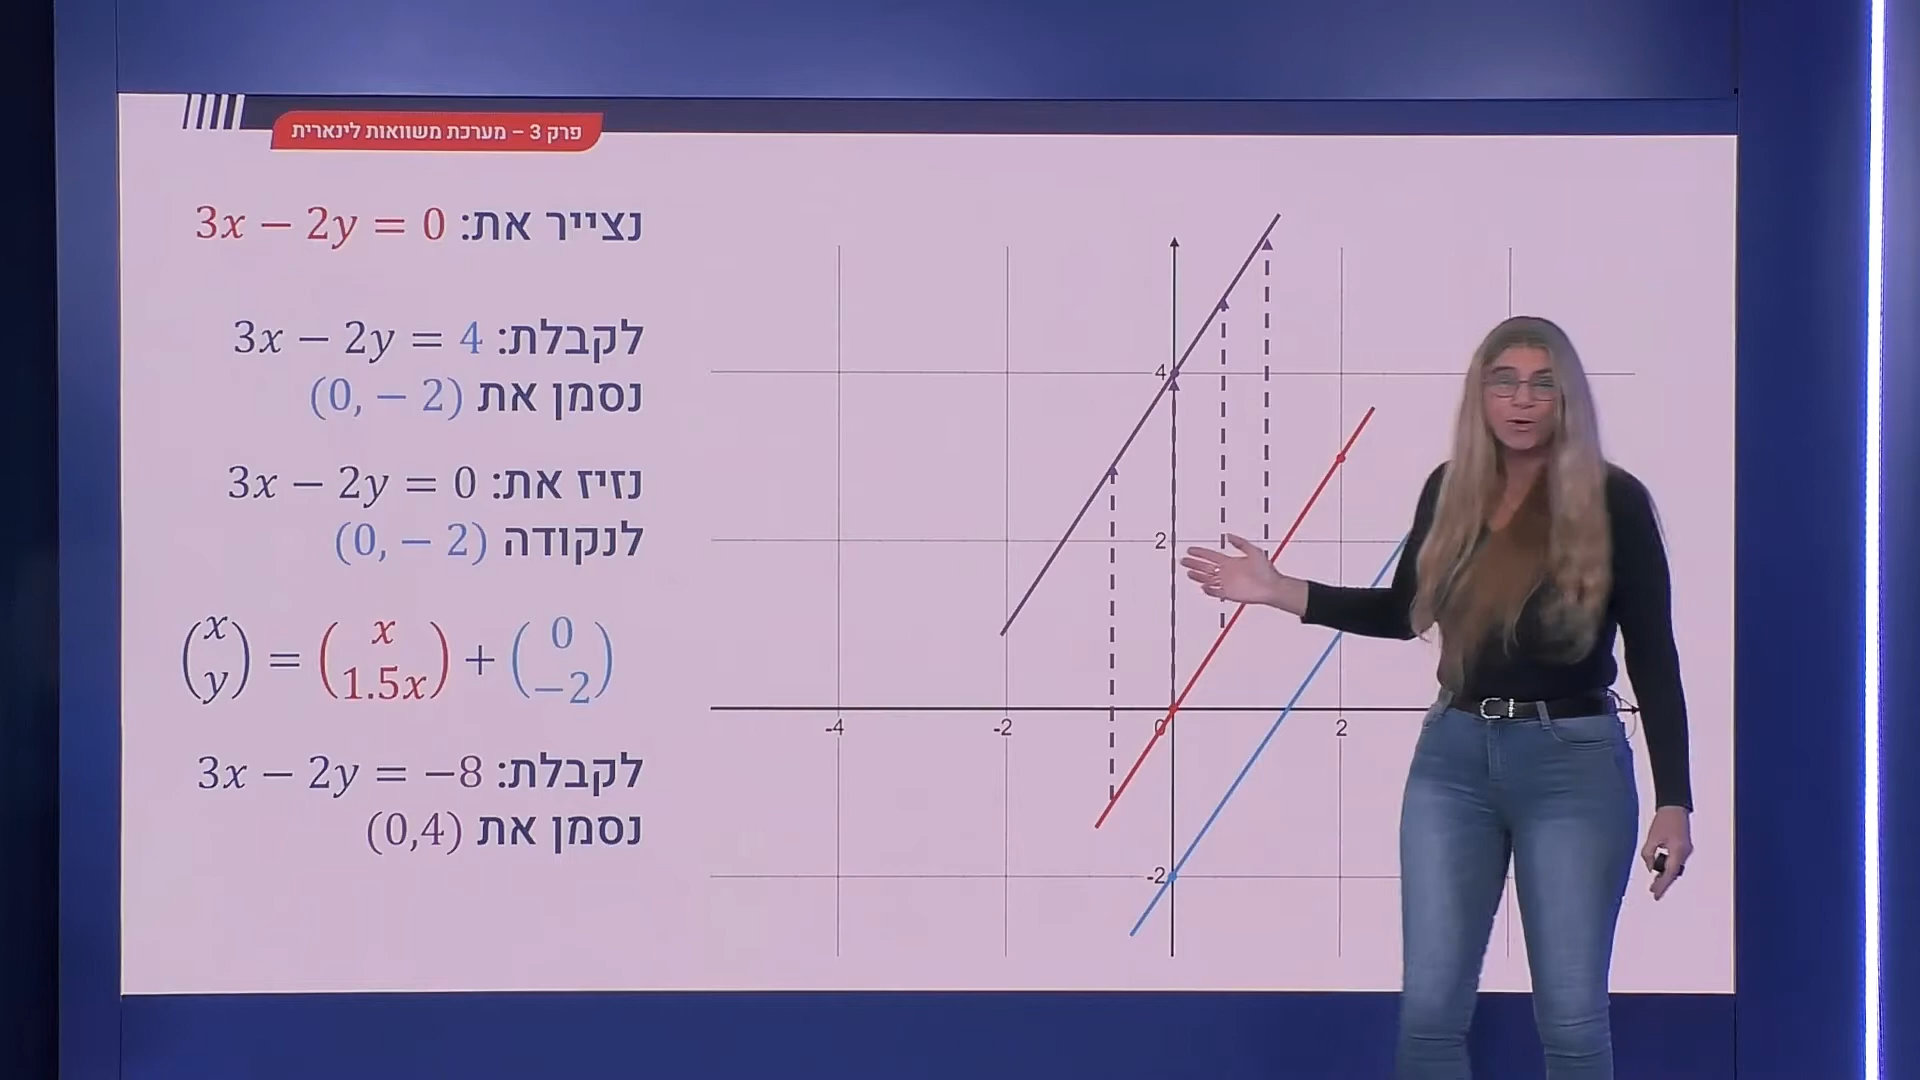 פרק 3 – מערכת משוואות לינארית
נצייר את: 3x − 2y = 0
לקבלת: 3x − 2y = 4
נסמן את (0, − 2)
נזיז את: 3x − 2y = 0
לנקודה (0, − 2)
(x y) = (x 1.5x) + (0 −2)
לקבלת: 3x − 2y = −8
נסמן את (0,4)
4
2
-4 -2 0 2
-2